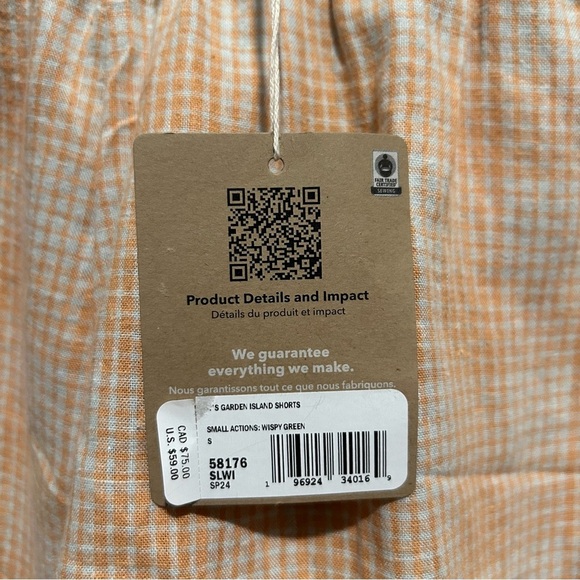 FAIR TRADE
CERTIFIED
SEWING
Product Details and Impact
Détails du produit et impact
We guarantee
everything we make.
Nous garantissons tout ce que nous fabriquons.
'S GARDEN ISLAND SHORTS
SMALL ACTIONS: WISPY GREEN
S
58176
SLWI
SP24
1 96924 34016 9
CAD $75.00
U.S. $59.00